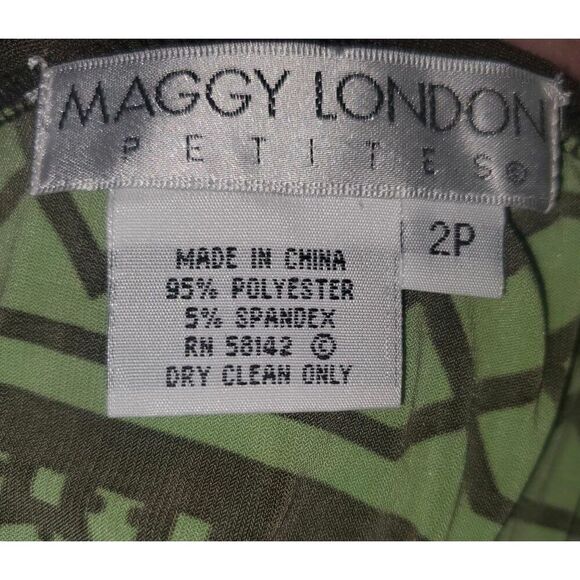 MAGGY LONDON
PETITES©
2P
MADE IN CHINA
95% POLYESTER
5% SPANDEX
RN 58142 ©
DRY CLEAN ONLY